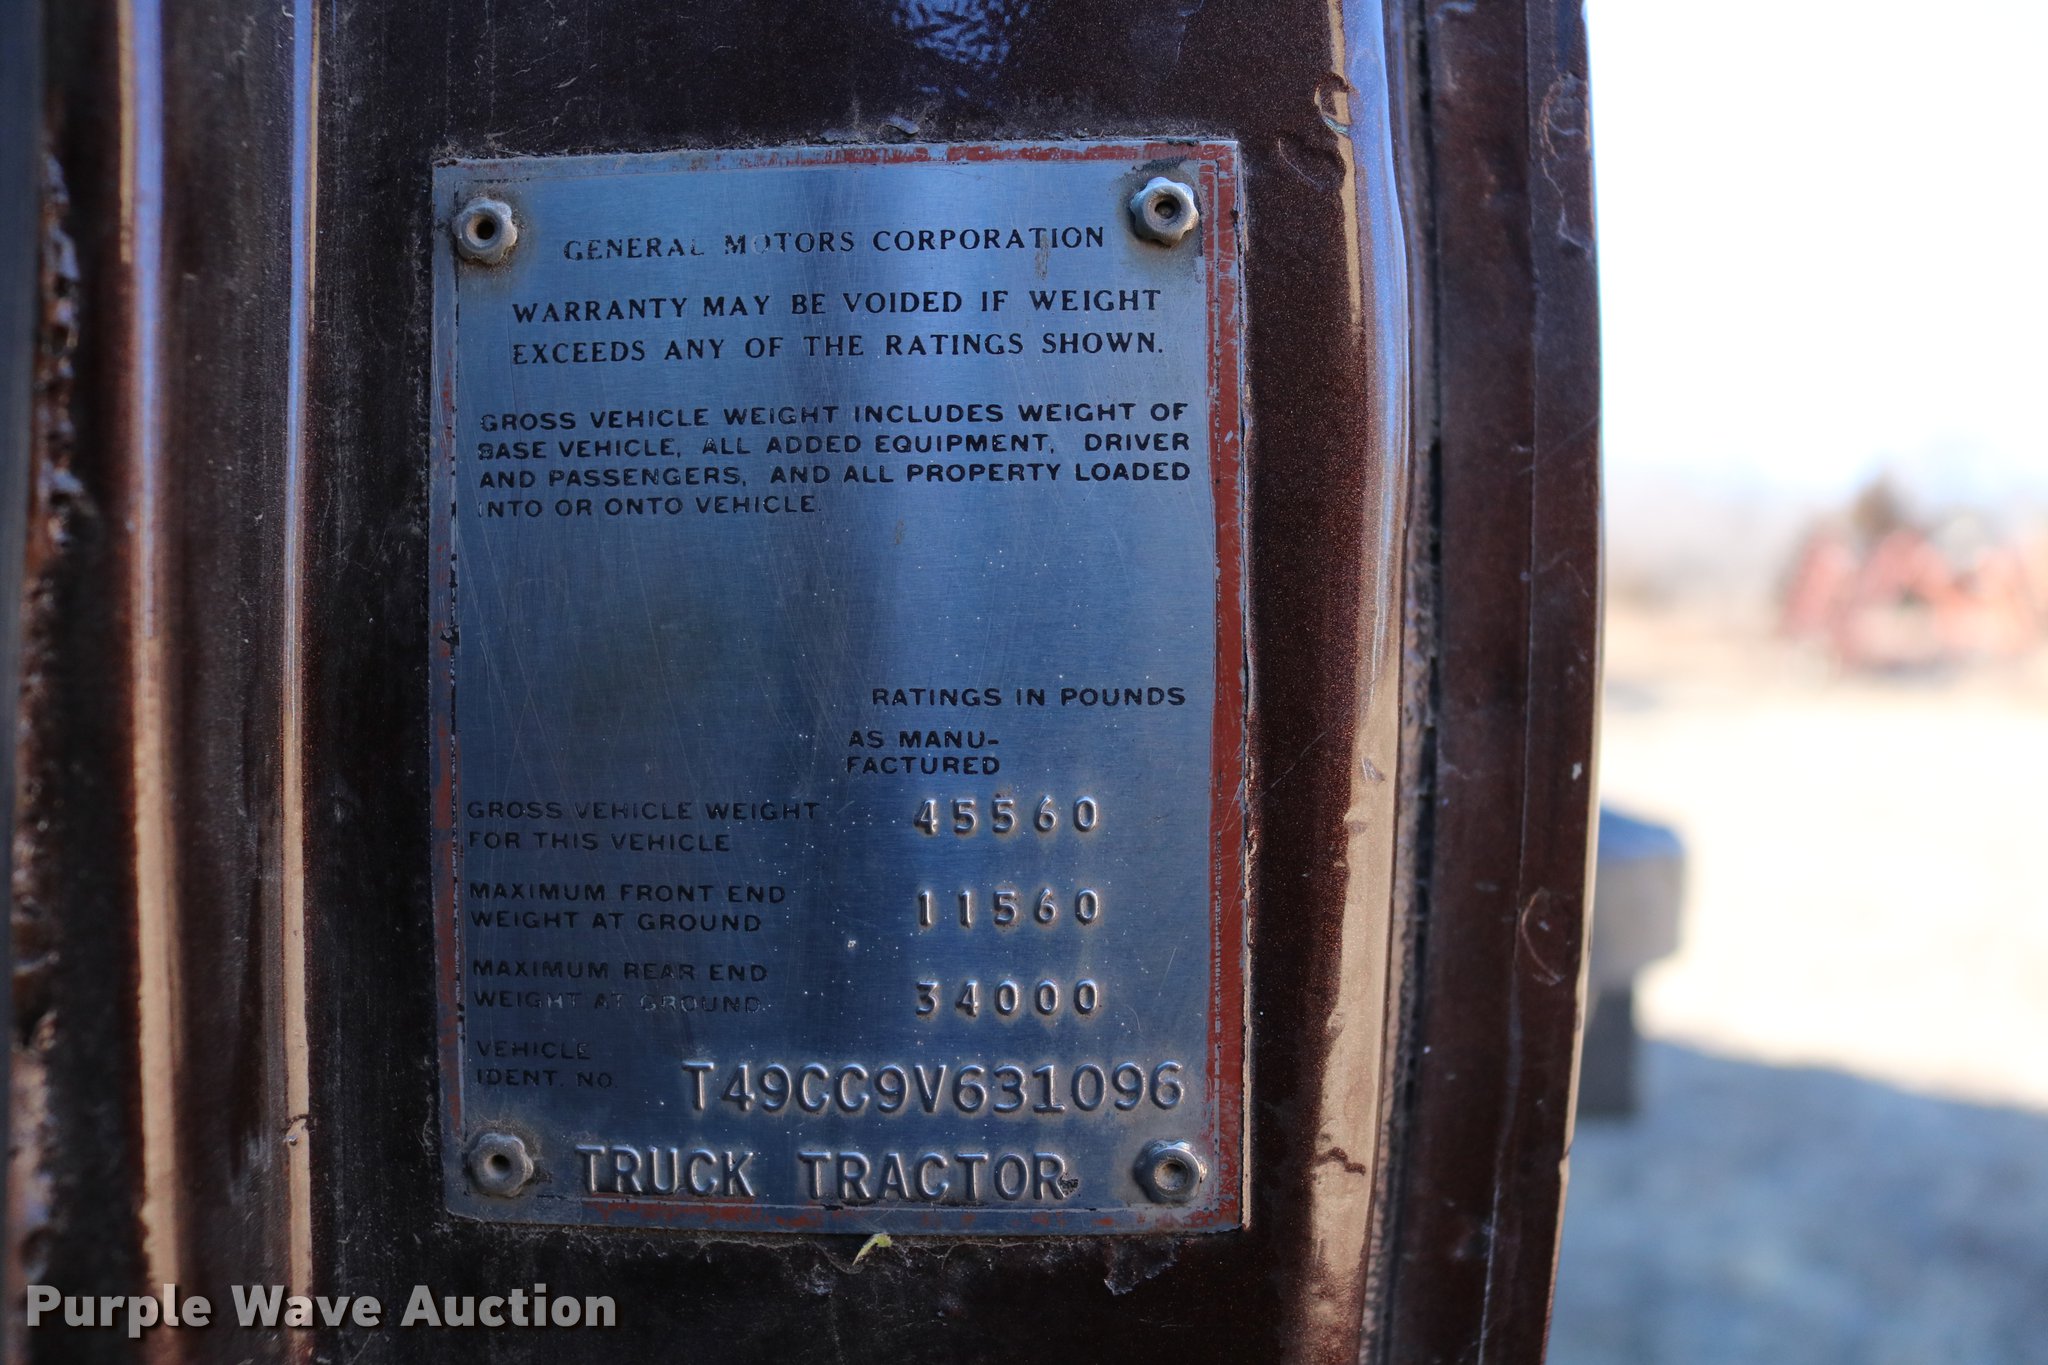 GENERAL MOTORS CORPORATION
WARRANTY MAY BE VOIDED IF WEIGHT
EXCEEDS ANY OF THE RATINGS SHOWN.
GROSS VEHICLE WEIGHT INCLUDES WEIGHT OF
BASE VEHICLE, ALL ADDED EQUIPMENT, DRIVER
AND PASSENGERS, AND ALL PROPERTY LOADED
INTO OR ONTO VEHICLE.
RATINGS IN POUNDS
AS MANU-
FACTURED
GROSS VEHICLE WEIGHT
FOR THIS VEHICLE 45560
MAXIMUM FRONT END
WEIGHT AT GROUND 11560
MAXIMUM REAR END
WEIGHT AT GROUND 34000
VEHICLE
IDENT. NO. T49CC9V631096
TRUCK TRACTOR
Purple Wave Auction